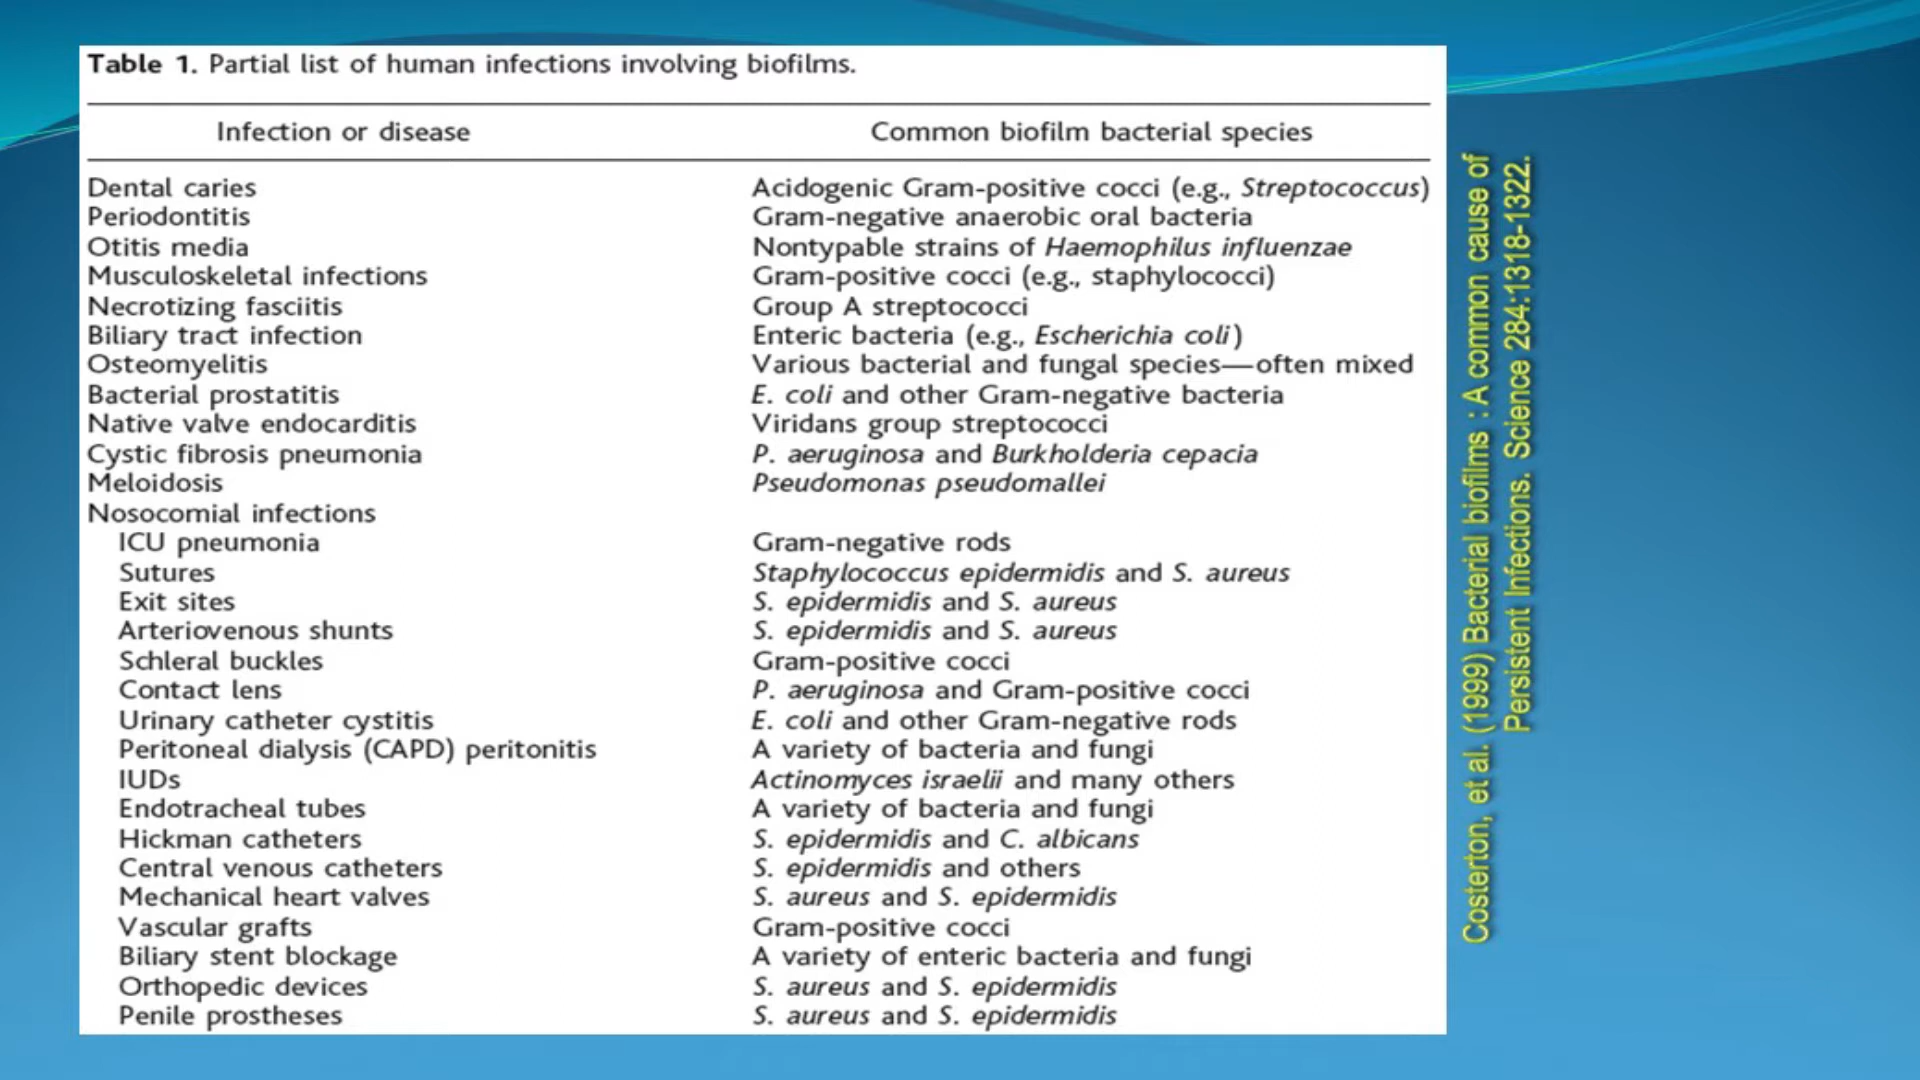 Table 1. Partial list of human infections involving biofilms.
Infection or disease Common biofilm bacterial species
Dental caries Acidogenic Gram-positive cocci (e.g., Streptococcus)
Periodontitis Gram-negative anaerobic oral bacteria
Otitis media Nontypable strains of Haemophilus influenzae
Musculoskeletal infections Gram-positive cocci (e.g., staphylococci)
Necrotizing fasciitis Group A streptococci
Biliary tract infection Enteric bacteria (e.g., Escherichia coli)
Osteomyelitis Various bacterial and fungal species—often mixed
Bacterial prostatitis E. coli and other Gram-negative bacteria
Native valve endocarditis Viridans group streptococci
Cystic fibrosis pneumonia P. aeruginosa and Burkholderia cepacia
Meloidosis Pseudomonas pseudomallei
Nosocomial infections
ICU pneumonia Gram-negative rods
Sutures Staphylococcus epidermidis and S. aureus
Exit sites S. epidermidis and S. aureus
Arteriovenous shunts S. epidermidis and S. aureus
Schleral buckles Gram-positive cocci
Contact lens P. aeruginosa and Gram-positive cocci
Urinary catheter cystitis E. coli and other Gram-negative rods
Peritoneal dialysis (CAPD) peritonitis A variety of bacteria and fungi
IUDs Actinomyces israelii and many others
Endotracheal tubes A variety of bacteria and fungi
Hickman catheters S. epidermidis and C. albicans
Central venous catheters S. epidermidis and others
Mechanical heart valves S. aureus and S. epidermidis
Vascular grafts Gram-positive cocci
Biliary stent blockage A variety of enteric bacteria and fungi
Orthopedic devices S. aureus and S. epidermidis
Penile prostheses S. aureus and S. epidermidis
Costerton, et al. (1999) Bacterial biofilms : A common cause of
Persistent Infections. Science 284:1318-1322.